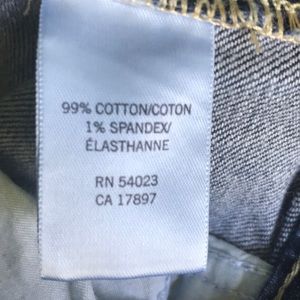 99% COTTON/COTON
1% SPANDEX/
ÉLASTHANNE
RN 54023
CA 17897